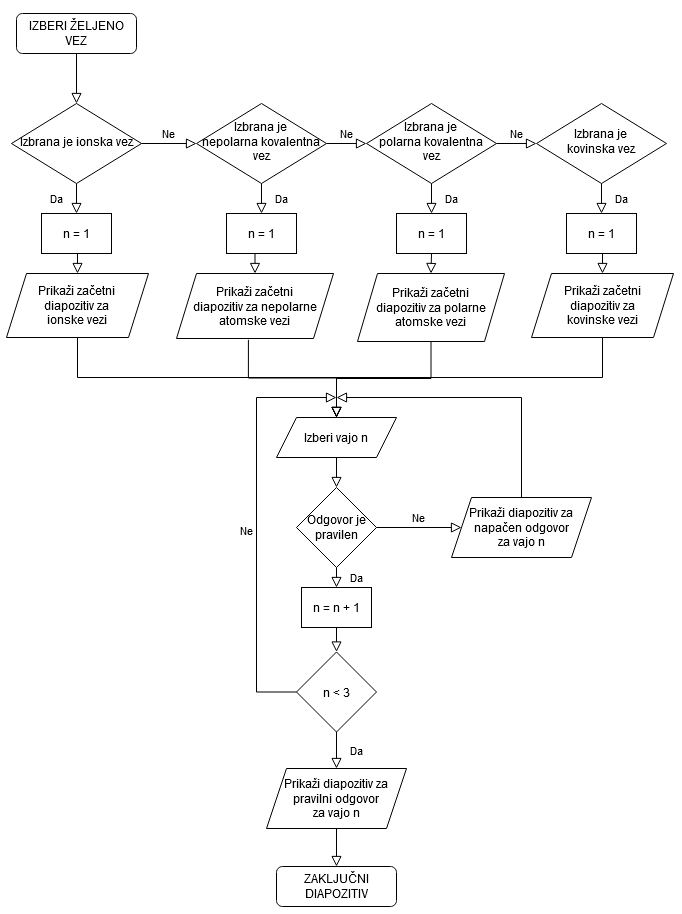 IZBERI ŽELJENO
VEZ
Izbrana je ionska vez
Ne
Izbrana je
nepolarna kovalentna
vez
Ne
Izbrana je
polarna kovalentna
vez
Ne
Izbrana je
kovinska vez
Da
Da
Da
Da
n = 1
n = 1
n = 1
n = 1
Prikaži začetni
diapozitiv za
ionske vezi
Prikaži začetni
diapozitiv za nepolarne
atomske vezi
Prikaži začetni
diapozitiv za polarne
atomske vezi
Prikaži začetni
diapozitiv za
kovinske vezi
Izberi vajo n
Odgovor je
pravilen
Ne
Prikaži diapozitiv za
napačen odgovor
za vajo n
Ne
Da
n = n + 1
n < 3
Da
Prikaži diapozitiv za
pravilni odgovor
za vajo n
ZAKLJUČNI
DIAPOZITIV